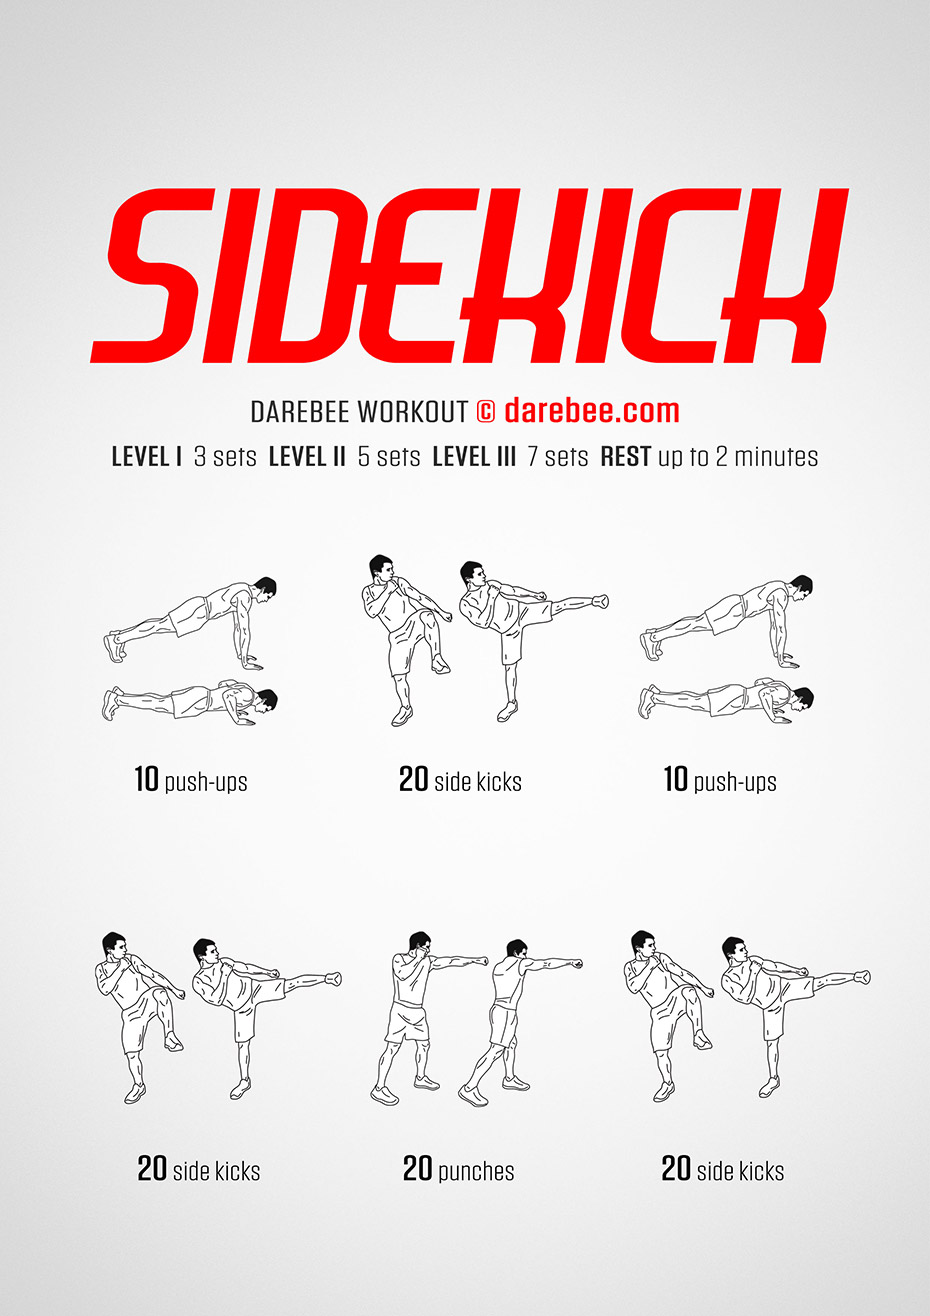 SIDEKICK
DAREBEE WORKOUT © darebee.com
LEVEL I 3 sets LEVEL II 5 sets LEVEL III 7 sets REST up to 2 minutes
10 push-ups
20 side kicks
10 push-ups
20 side kicks
20 punches
20 side kicks